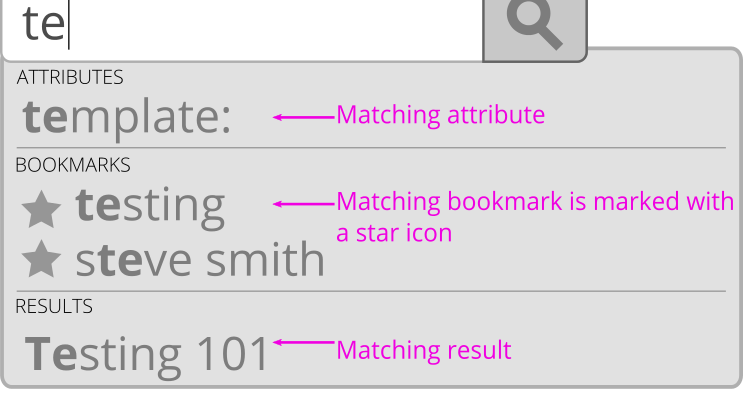 te
ATTRIBUTES
template:
Matching attribute
BOOKMARKS
testing
Matching bookmark is marked with
a star icon
steve smith
RESULTS
Testing 101
Matching result